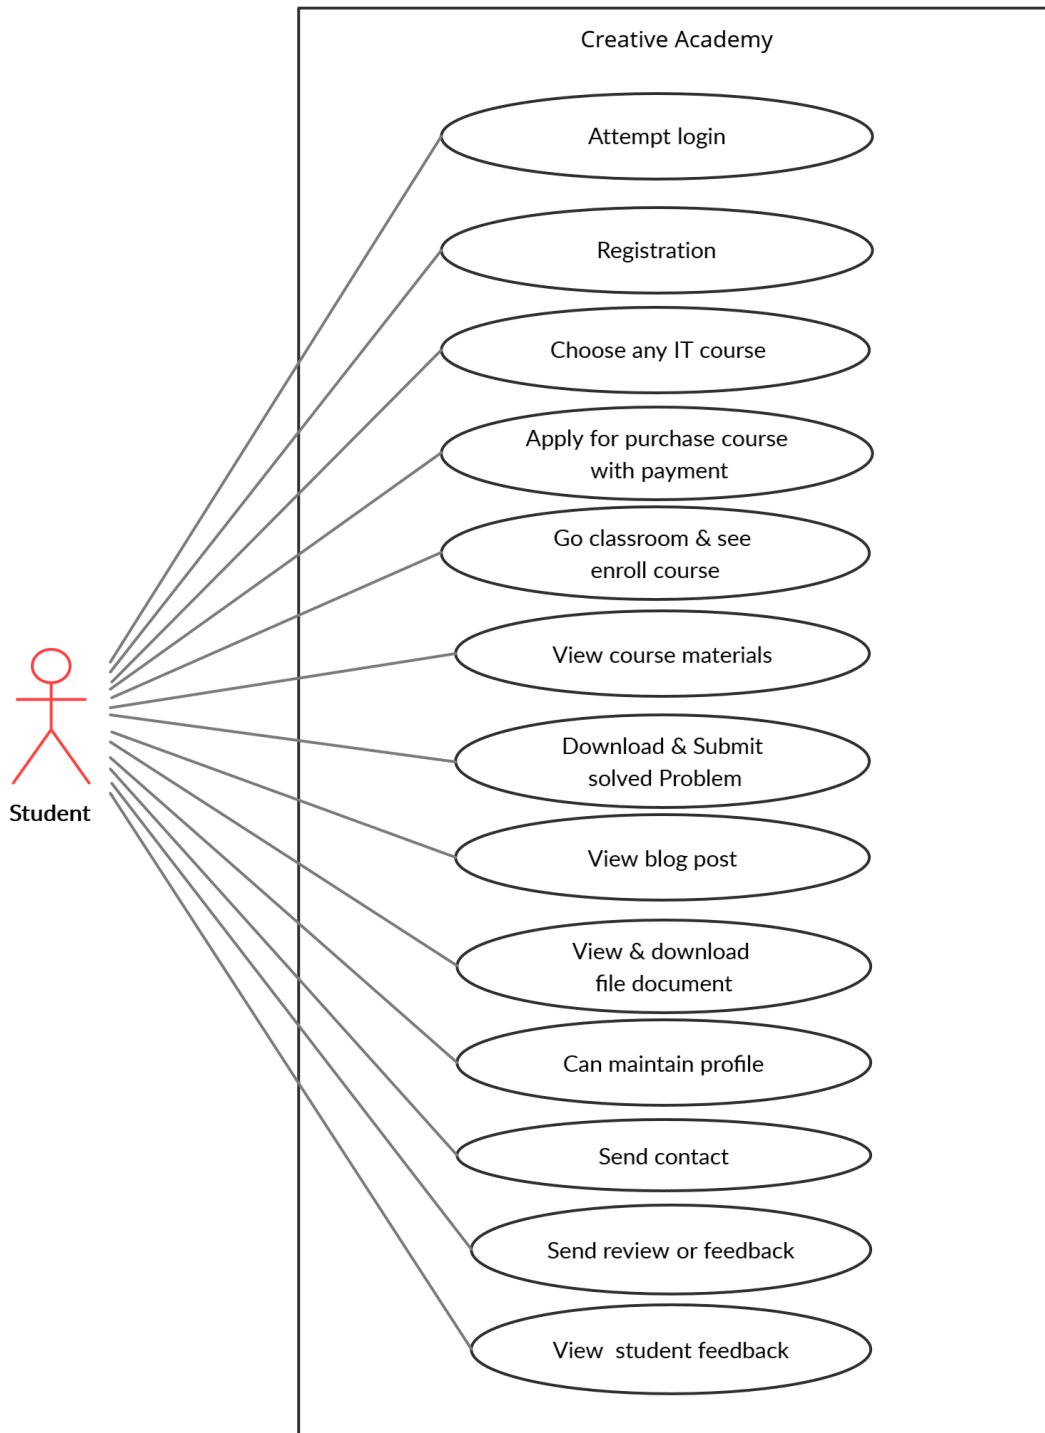 Creative Academy
Attempt login
Registration
Choose any IT course
Apply for purchase course
with payment
Go classroom & see
enroll course
View course materials
Download & Submit
solved Problem
Student
View blog post
View & download
file document
Can maintain profile
Send contact
Send review or feedback
View student feedback